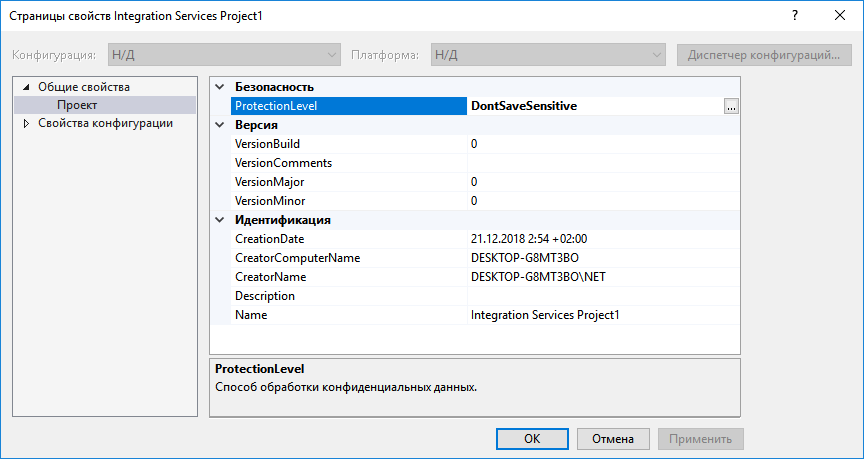 Страницы свойств Integration Services Project1
?
Конфигурация: Н/Д Платформа: Н/Д Диспетчер конфигураций...
Общие свойства
Проект
Свойства конфигурации
Безопасность
ProtectionLevel DontSaveSensitive ...
Версия
VersionBuild 0
VersionComments
VersionMajor 0
VersionMinor 0
Идентификация
CreationDate 21.12.2018 2:54 +02:00
CreatorComputerName DESKTOP-G8MT3BO
CreatorName DESKTOP-G8MT3BO\NET
Description
Name Integration Services Project1
ProtectionLevel
Способ обработки конфиденциальных данных.
ОК Отмена Применить